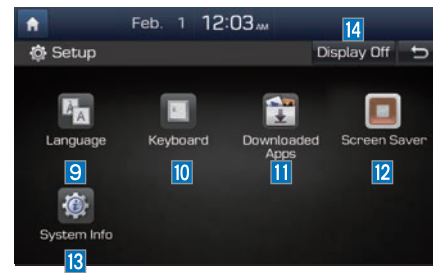 Feb. 1 12:03 AM
14
Setup Display Off
Language Keyboard Downloaded Apps Screen Saver
9 10 11 12
System Info
13